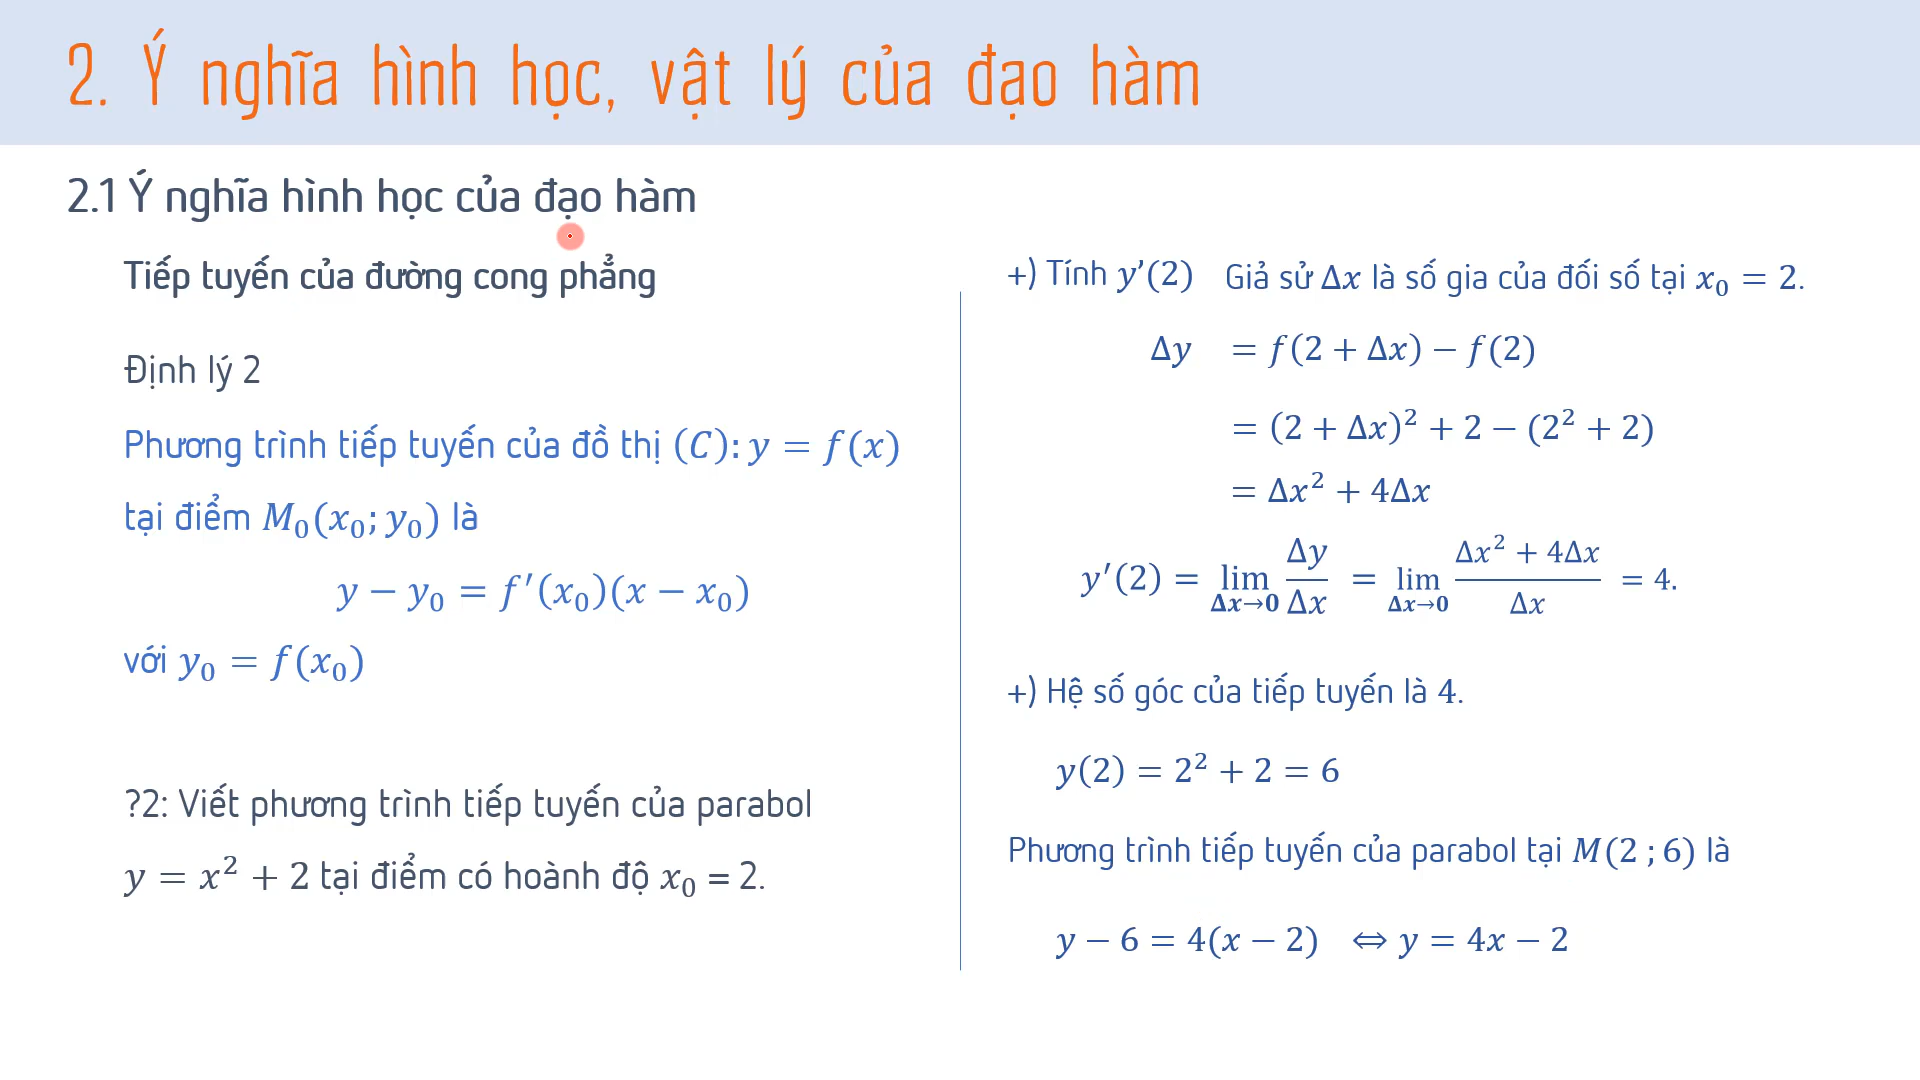 2. Ý nghĩa hình học, vật lý của đạo hàm
2.1 Ý nghĩa hình học của đạo hàm
Tiếp tuyến của đường cong phẳng
Định lý 2
Phương trình tiếp tuyến của đồ thị (C): y = f(x)
tại điểm M₀(x₀; y₀) là
y − y₀ = f′(x₀)(x − x₀)
với y₀ = f(x₀)
?2: Viết phương trình tiếp tuyến của parabol
y = x² + 2 tại điểm có hoành độ x₀ = 2.
+) Tính y’(2) Giả sử Δx là số gia của đối số tại x₀ = 2.
Δy = f(2 + Δx) − f(2)
= (2 + Δx)² + 2 − (2² + 2)
= Δx² + 4Δx
y′(2) = lim_{Δx→0} Δy/Δx = lim_{Δx→0} (Δx² + 4Δx)/Δx = 4.
+) Hệ số góc của tiếp tuyến là 4.
y(2) = 2² + 2 = 6
Phương trình tiếp tuyến của parabol tại M(2 ; 6) là
y − 6 = 4(x − 2) ⇔ y = 4x − 2